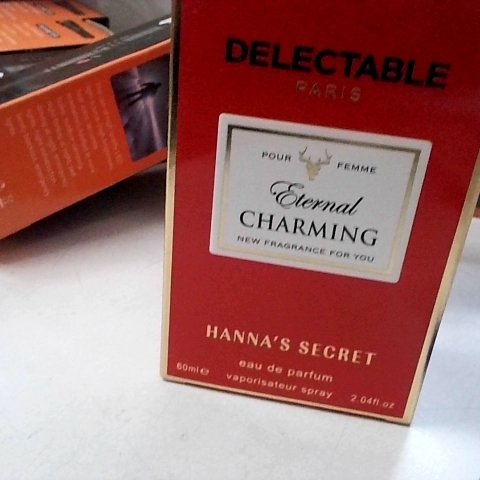 DELECTABLE
PARIS
POUR FEMME
Eternal
CHARMING
NEW FRAGRANCE FOR YOU
HANNA'S SECRET
eau de parfum
60ml℮ vaporisateur spray 2.04fl.oz